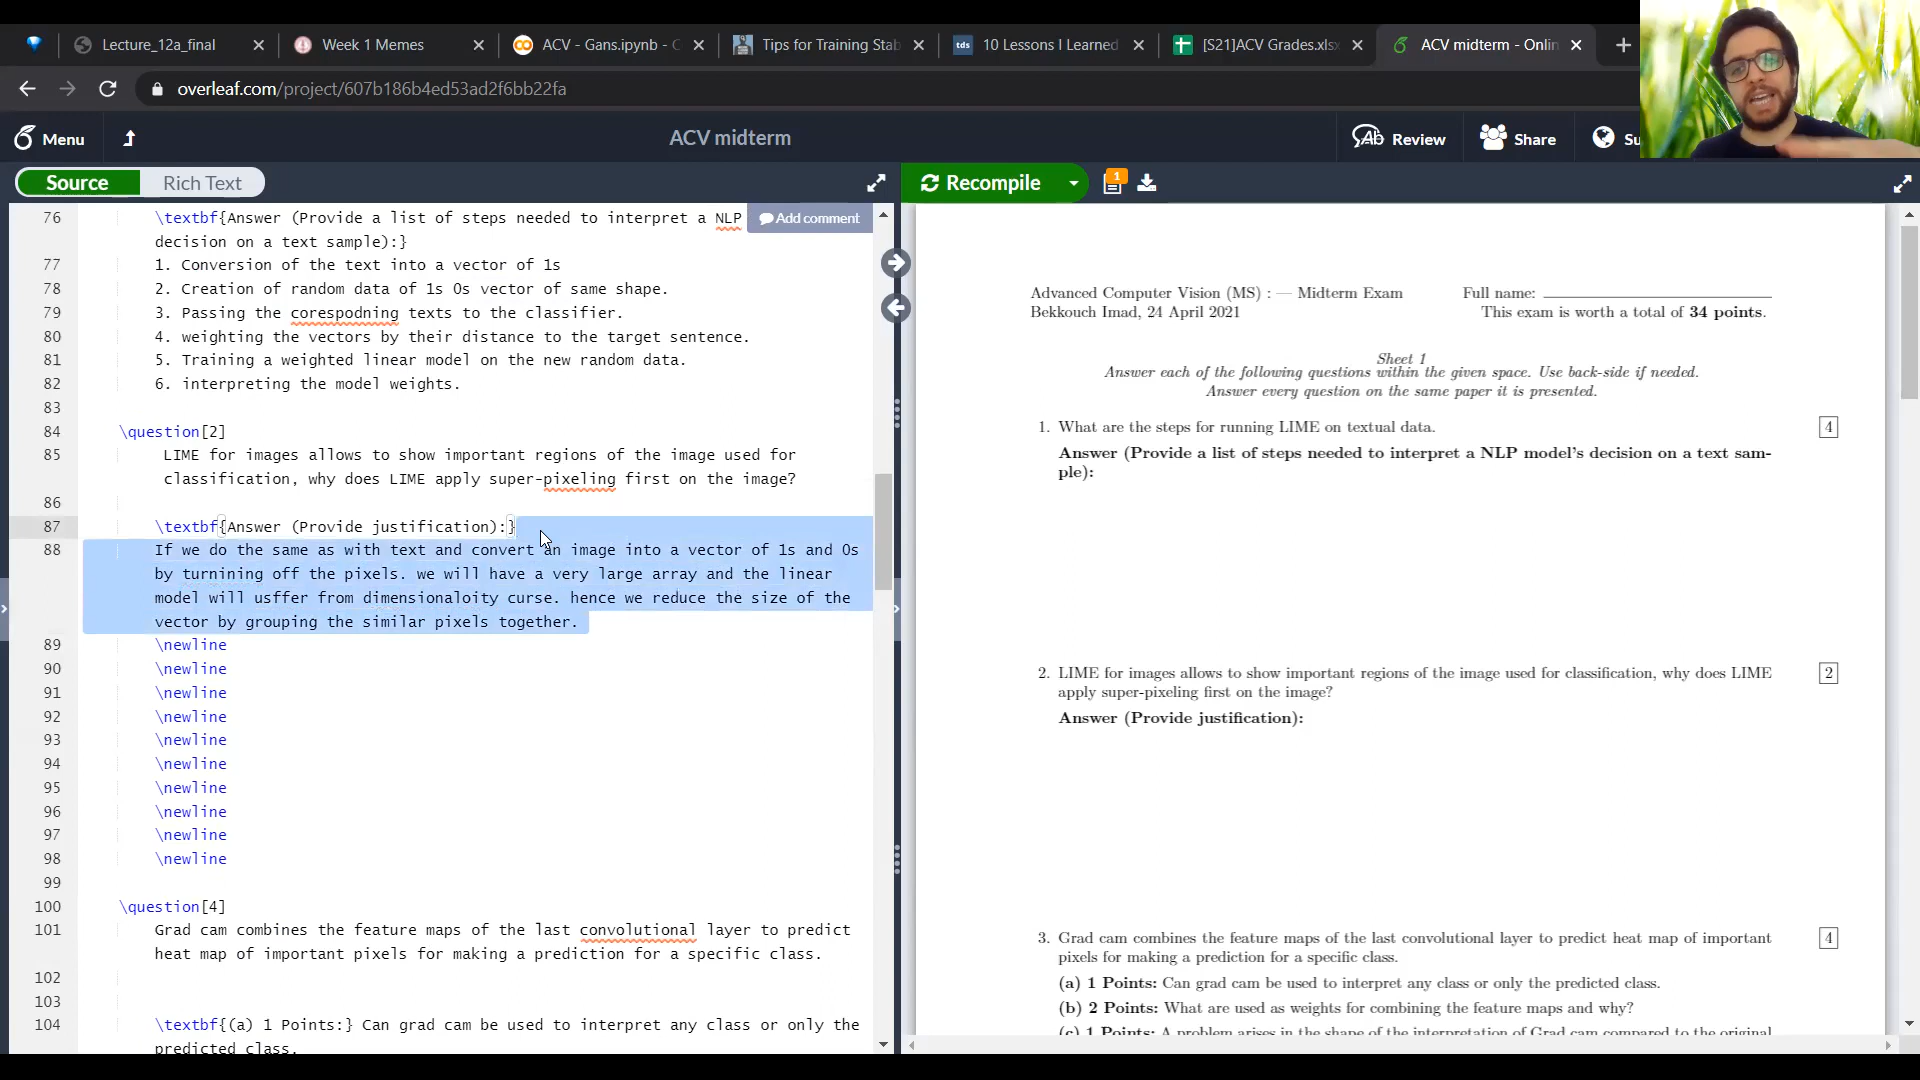 Lecture_12a_final
Week 1 Memes
ACV - Gans.ipynb - C
Tips for Training Stab
tds
10 Lessons I Learned
[S21]ACV Grades.xlsx
ACV midterm - Onlin
overleaf.com/project/607b186b4ed53ad2f6bb22fa
Menu
ACV midterm
Review
Share
Su
Source
Rich Text
Recompile
1
76 \textbf{Answer (Provide a list of steps needed to interpret a NLP
Add comment
decision on a text sample):}
77 1. Conversion of the text into a vector of 1s
78 2. Creation of random data of 1s 0s vector of same shape.
79 3. Passing the corespodning texts to the classifier.
80 4. weighting the vectors by their distance to the target sentence.
81 5. Training a weighted linear model on the new random data.
82 6. interpreting the model weights.
83
84 \question[2]
85 LIME for images allows to show important regions of the image used for
classification, why does LIME apply super-pixeling first on the image?
86
87 \textbf{Answer (Provide justification):}
88 If we do the same as with text and convert an image into a vector of 1s and 0s
by turnining off the pixels. we will have a very large array and the linear
model will usffer from dimensionaloity curse. hence we reduce the size of the
vector by grouping the similar pixels together.
89 \newline
90 \newline
91 \newline
92 \newline
93 \newline
94 \newline
95 \newline
96 \newline
97 \newline
98 \newline
99
100 \question[4]
101 Grad cam combines the feature maps of the last convolutional layer to predict
heat map of important pixels for making a prediction for a specific class.
102
103
104 \textbf{(a) 1 Points:} Can grad cam be used to interpret any class or only the
predicted class.
Advanced Computer Vision (MS) : — Midterm Exam
Full name:
Bekkouch Imad, 24 April 2021
This exam is worth a total of 34 points.
Sheet 1
Answer each of the following questions within the given space. Use back-side if needed.
Answer every question on the same paper it is presented.
1. What are the steps for running LIME on textual data. 4
Answer (Provide a list of steps needed to interpret a NLP model's decision on a text sam-
ple):
2. LIME for images allows to show important regions of the image used for classification, why does LIME 2
apply super-pixeling first on the image?
Answer (Provide justification):
3. Grad cam combines the feature maps of the last convolutional layer to predict heat map of important 4
pixels for making a prediction for a specific class.
(a) 1 Points: Can grad cam be used to interpret any class or only the predicted class.
(b) 2 Points: What are used as weights for combining the feature maps and why?
(c) 1 Points: A problem arises in the shape of the interpretation of Grad cam compared to the original